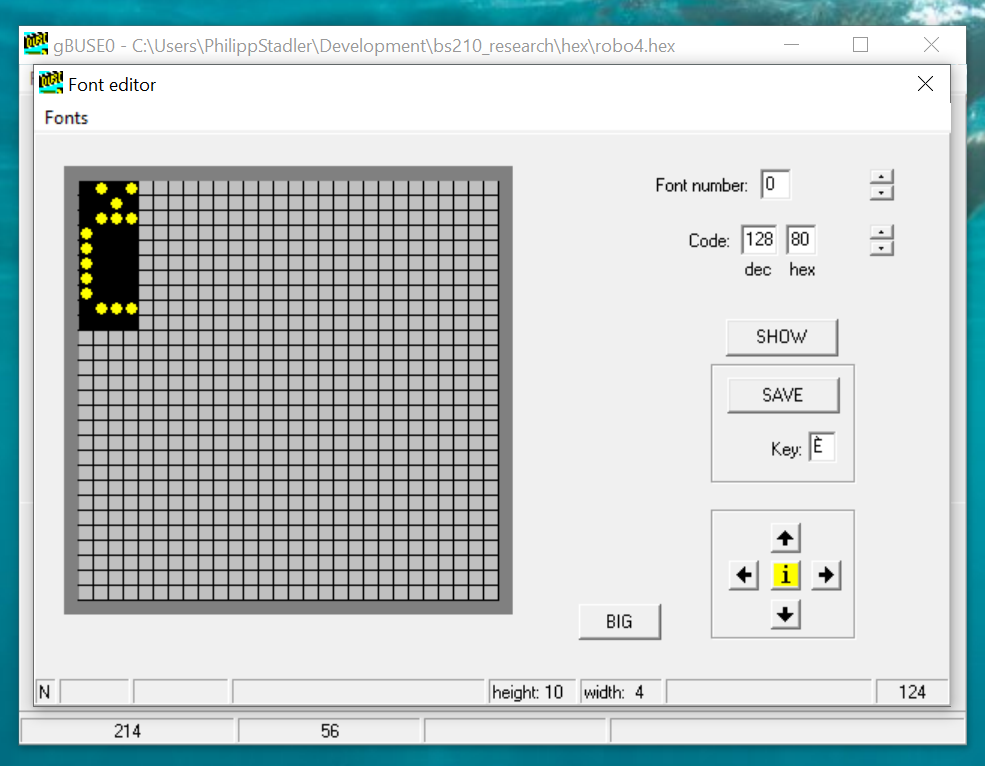 gBUSE0 - C:\Users\PhilippStadler\Development\bs210_research\hex\robo4.hex
Font editor
Fonts
Font number: 0
Code: 128 80
dec hex
SHOW
SAVE
Key: È
i
BIG
N height: 10 width: 4 124
214 56